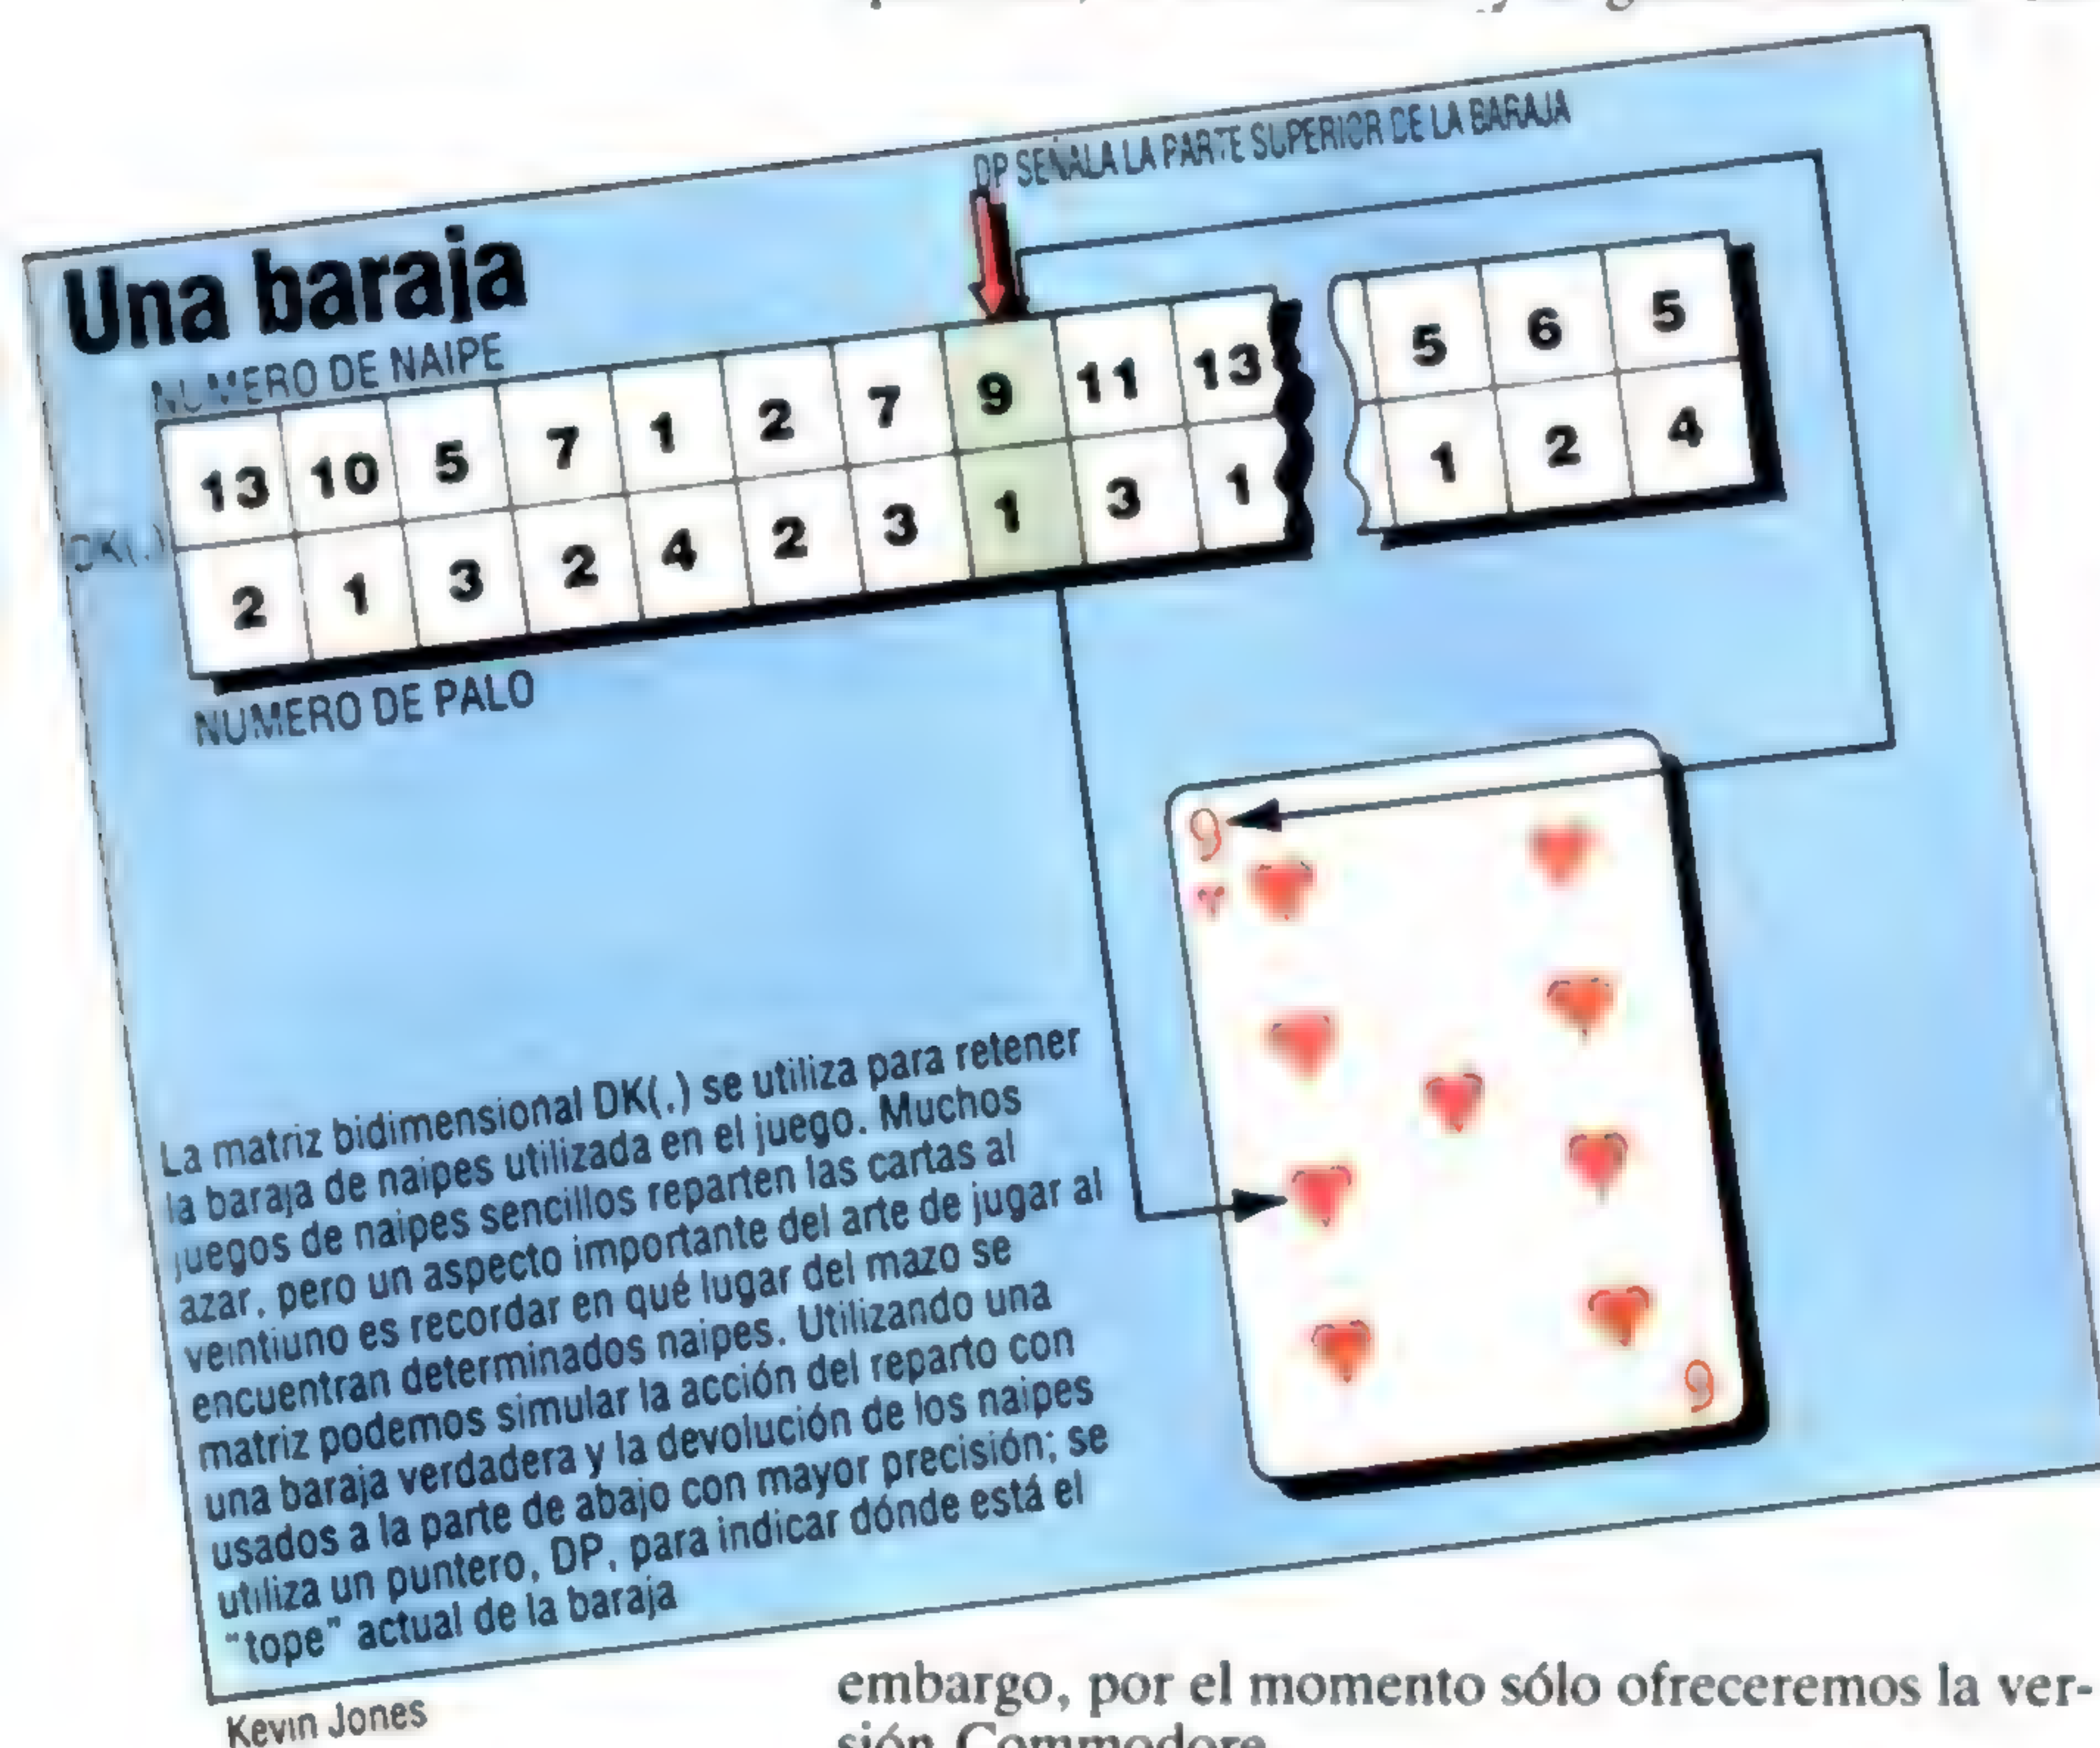 DP SEÑALA LA PARTE SUPERIOR DE LA BARAJA
Una baraja
NUMERO DE NAIPE
13 10 5 7 1 2 7 9 11 13 5 6 5
DK(.)
2 1 3 2 4 2 3 1 3 1 1 2 4
NUMERO DE PALO
9
9
La matriz bidimensional DK(.) se utiliza para retener
la baraja de naipes utilizada en el juego. Muchos
juegos de naipes sencillos reparten las cartas al
azar, pero un aspecto importante del arte de jugar al
veintiuno es recordar en qué lugar del mazo se
encuentran determinados naipes. Utilizando una
matriz podemos simular la acción del reparto con
una baraja verdadera y la devolución de los naipes
usados a la parte de abajo con mayor precisión; se
utiliza un puntero, DP, para indicar dónde está el
"tope" actual de la baraja
Kevin Jones
embargo, por el momento sólo ofreceremos la ver-
sión Commodore